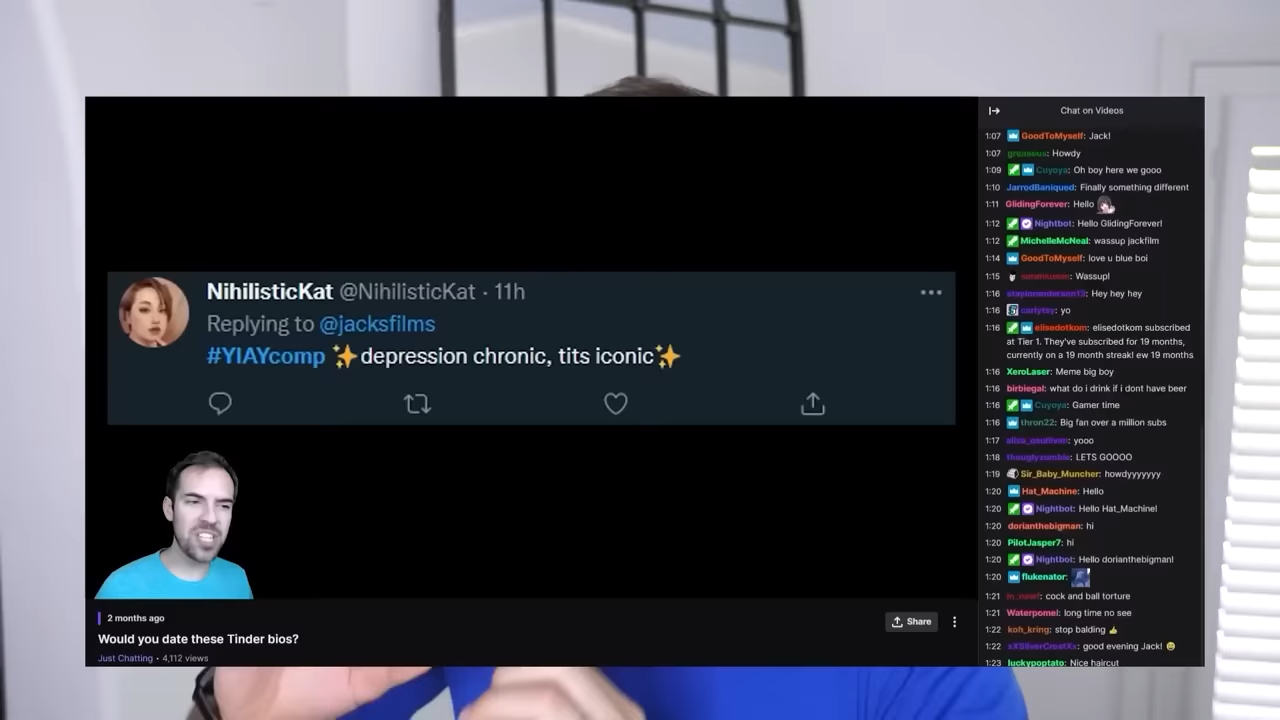 NihilisticKat @NihilisticKat · 11h
Replying to @jacksfilms
#YIAYcomp ✨depression chronic, tits iconic✨
2 months ago
Would you date these Tinder bios?
Just Chatting • 4,112 views
Share
Chat on Videos
1:07 GoodToMyself: Jack!
1:07 greaseus: Howdy
1:09 Cuyoya: Oh boy here we gooo
1:10 JarrodBaniqued: Finally something different
1:11 GlidingForever: Hello
1:12 Nightbot: Hello GlidingForever!
1:12 MichelleMcNeal: wassup jackfilm
1:14 GoodToMyself: love u blue boi
1:15 Wassup!
1:16 Hey hey hey
1:16 carlytsy: yo
1:16 elisedotkom: elisedotkom subscribed
at Tier 1. They've subscribed for 19 months,
currently on a 19 month streak! ew 19 months
1:16 XeroLaser: Meme big boy
1:16 birbiegal: what do i drink if i dont have beer
1:16 Cuyoya: Gamer time
1:16 thron22: Big fan over a million subs
1:17 yooo
1:18 thouglyzombie: LETS GOOOO
1:19 Sir_Baby_Muncher: howdyyyyyyy
1:20 Hat_Machine: Hello
1:20 Nightbot: Hello Hat_Machine!
1:20 dorianthebigman: hi
1:20 PilotJasper7: hi
1:20 Nightbot: Hello dorianthebigman!
1:20 flukenator:
1:21 cock and ball torture
1:21 Waterpomel: long time no see
1:22 koh_kring: stop balding 👍
1:22 xXSilverCrestXx: good evening Jack! 😄
1:23 luckypoptato: Nice haircut